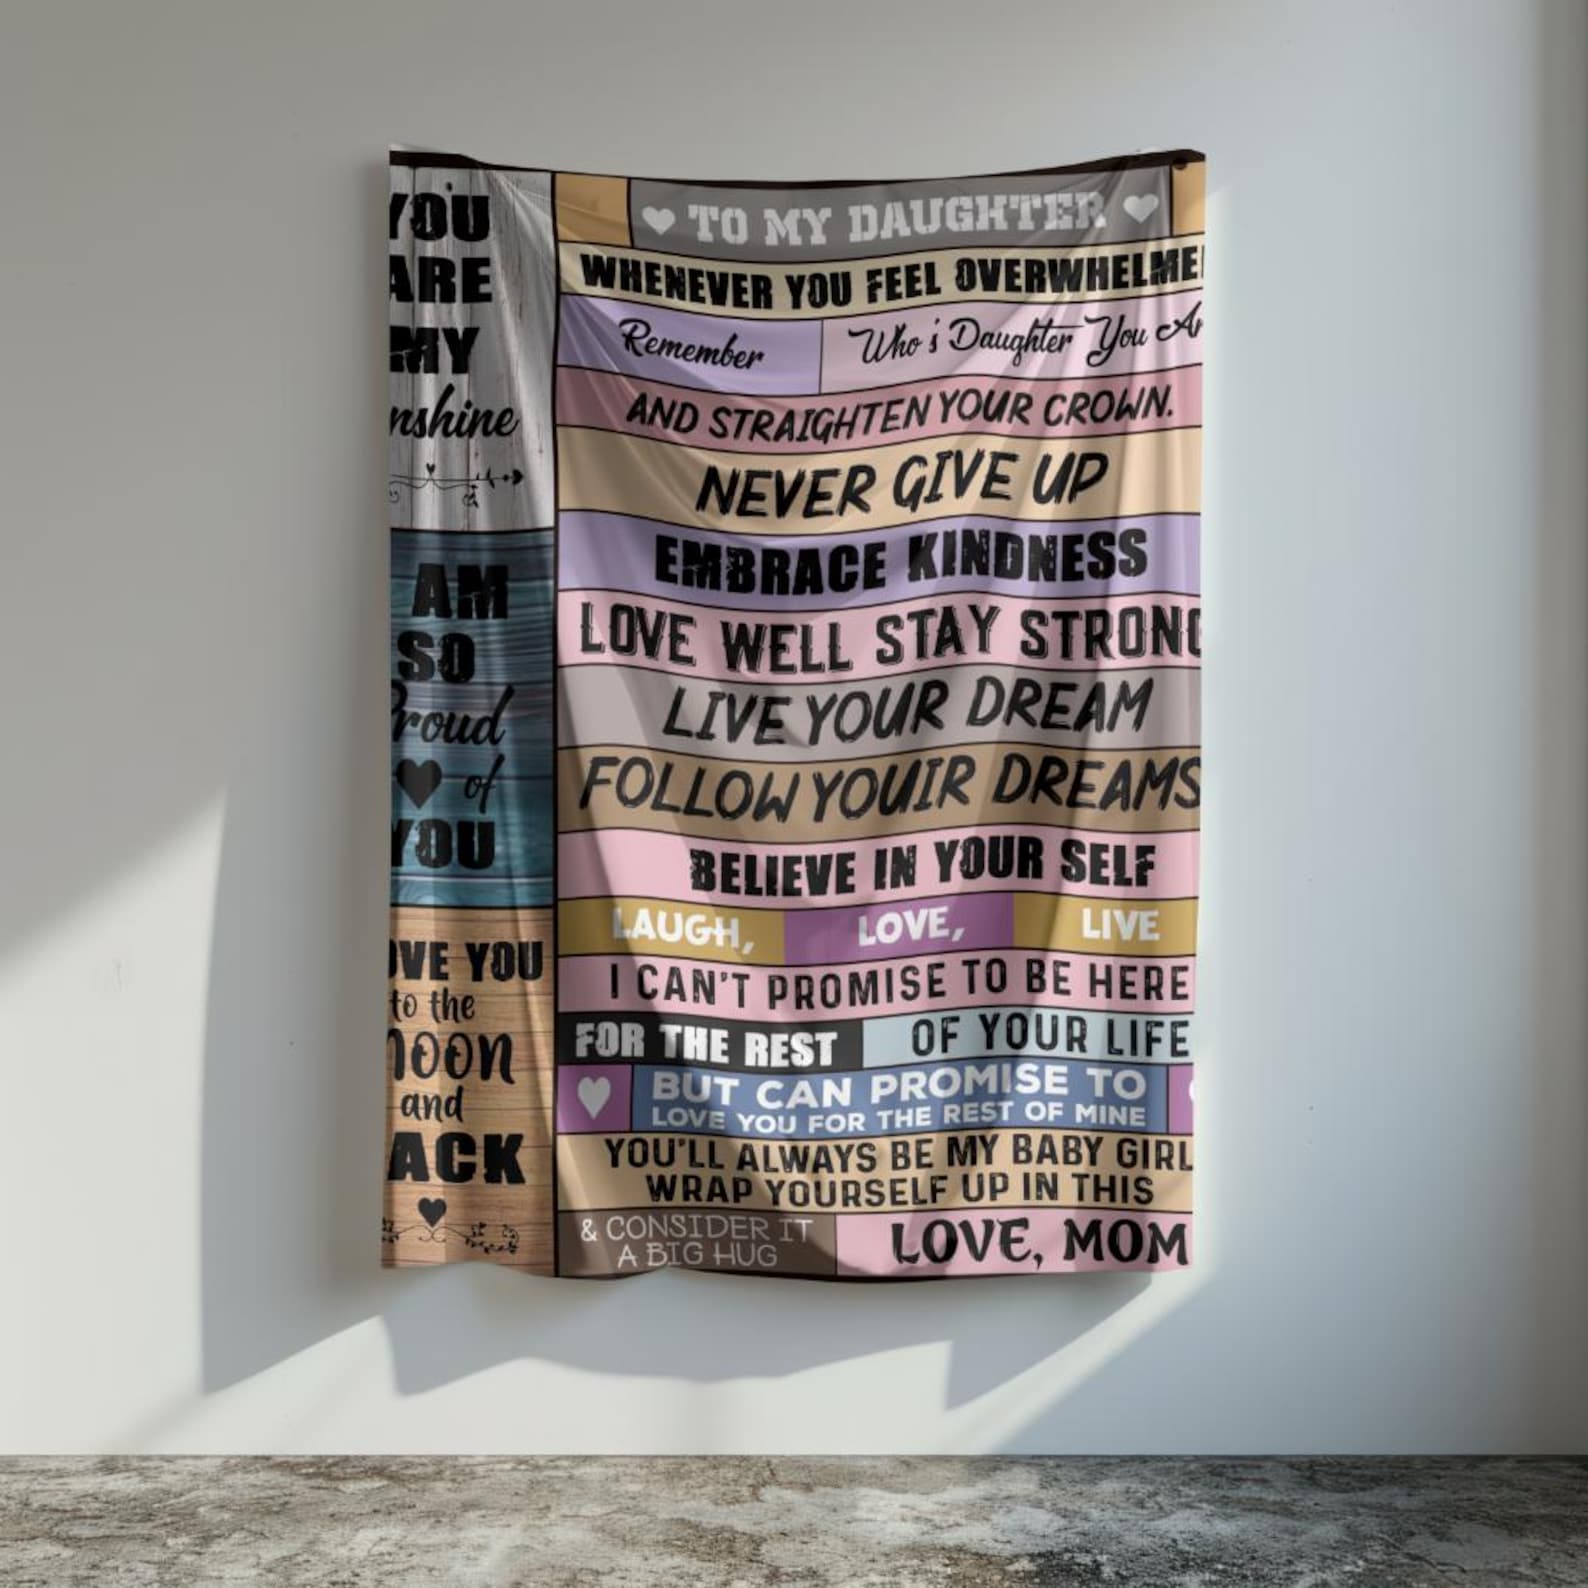 YOU
ARE
MY
nshine
AM
SO
Proud
of
YOU
OVE YOU
to the
Moon
and
ACK
TO MY DAUGHTER
WHENEVER YOU FEEL OVERWHELME
Remember Who's Daughter You Ar
AND STRAIGHTEN YOUR CROWN.
NEVER GIVE UP
EMBRACE KINDNESS
LOVE WELL STAY STRONG
LIVE YOUR DREAM
FOLLOW YOUIR DREAMS
BELIEVE IN YOUR SELF
LAUGH, LOVE, LIVE
I CAN'T PROMISE TO BE HERE
FOR THE REST OF YOUR LIFE
BUT CAN PROMISE TO
LOVE YOU FOR THE REST OF MINE
YOU'LL ALWAYS BE MY BABY GIRL
WRAP YOURSELF UP IN THIS
& CONSIDER IT
A BIG HUG
LOVE, MOM